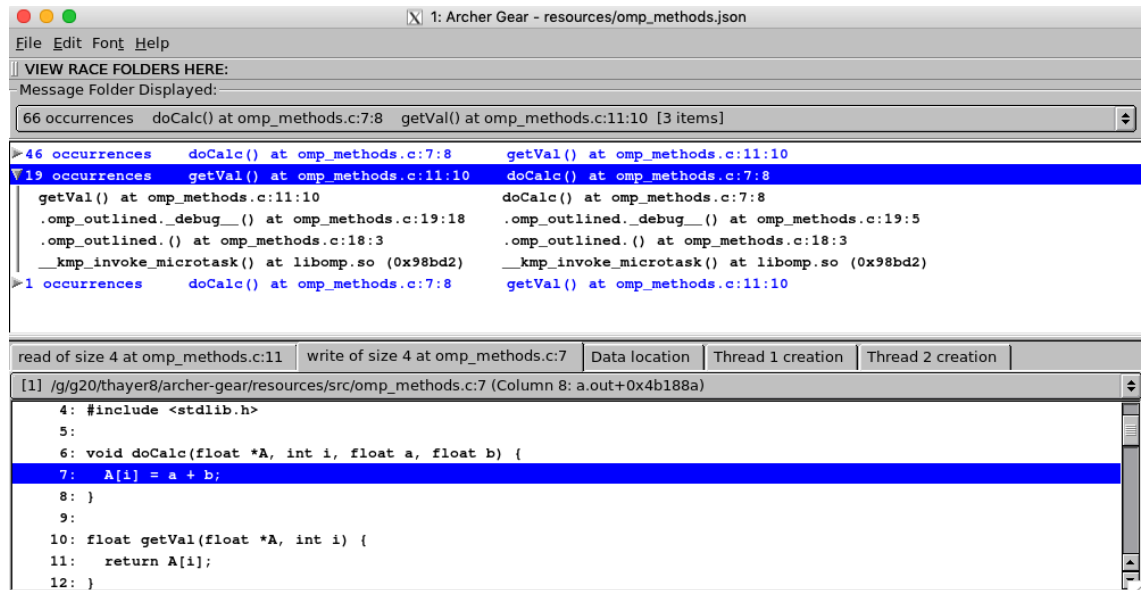 1: Archer Gear - resources/omp_methods.json
File Edit Font Help
VIEW RACE FOLDERS HERE:
Message Folder Displayed:
66 occurrences doCalc() at omp_methods.c:7:8 getVal() at omp_methods.c:11:10 [3 items]
46 occurrences doCalc() at omp_methods.c:7:8 getVal() at omp_methods.c:11:10
19 occurrences getVal() at omp_methods.c:11:10 doCalc() at omp_methods.c:7:8
getVal() at omp_methods.c:11:10 doCalc() at omp_methods.c:7:8
.omp_outlined._debug__() at omp_methods.c:19:18 .omp_outlined._debug__() at omp_methods.c:19:5
.omp_outlined.() at omp_methods.c:18:3 .omp_outlined.() at omp_methods.c:18:3
__kmp_invoke_microtask() at libomp.so (0x98bd2) __kmp_invoke_microtask() at libomp.so (0x98bd2)
1 occurrences doCalc() at omp_methods.c:7:8 getVal() at omp_methods.c:11:10
read of size 4 at omp_methods.c:11 write of size 4 at omp_methods.c:7 Data location Thread 1 creation Thread 2 creation
[1] /g/g20/thayer8/archer-gear/resources/src/omp_methods.c:7 (Column 8: a.out+0x4b188a)
4: #include <stdlib.h>
5:
6: void doCalc(float *A, int i, float a, float b) {
7: A[i] = a + b;
8: }
9:
10: float getVal(float *A, int i) {
11: return A[i];
12: }